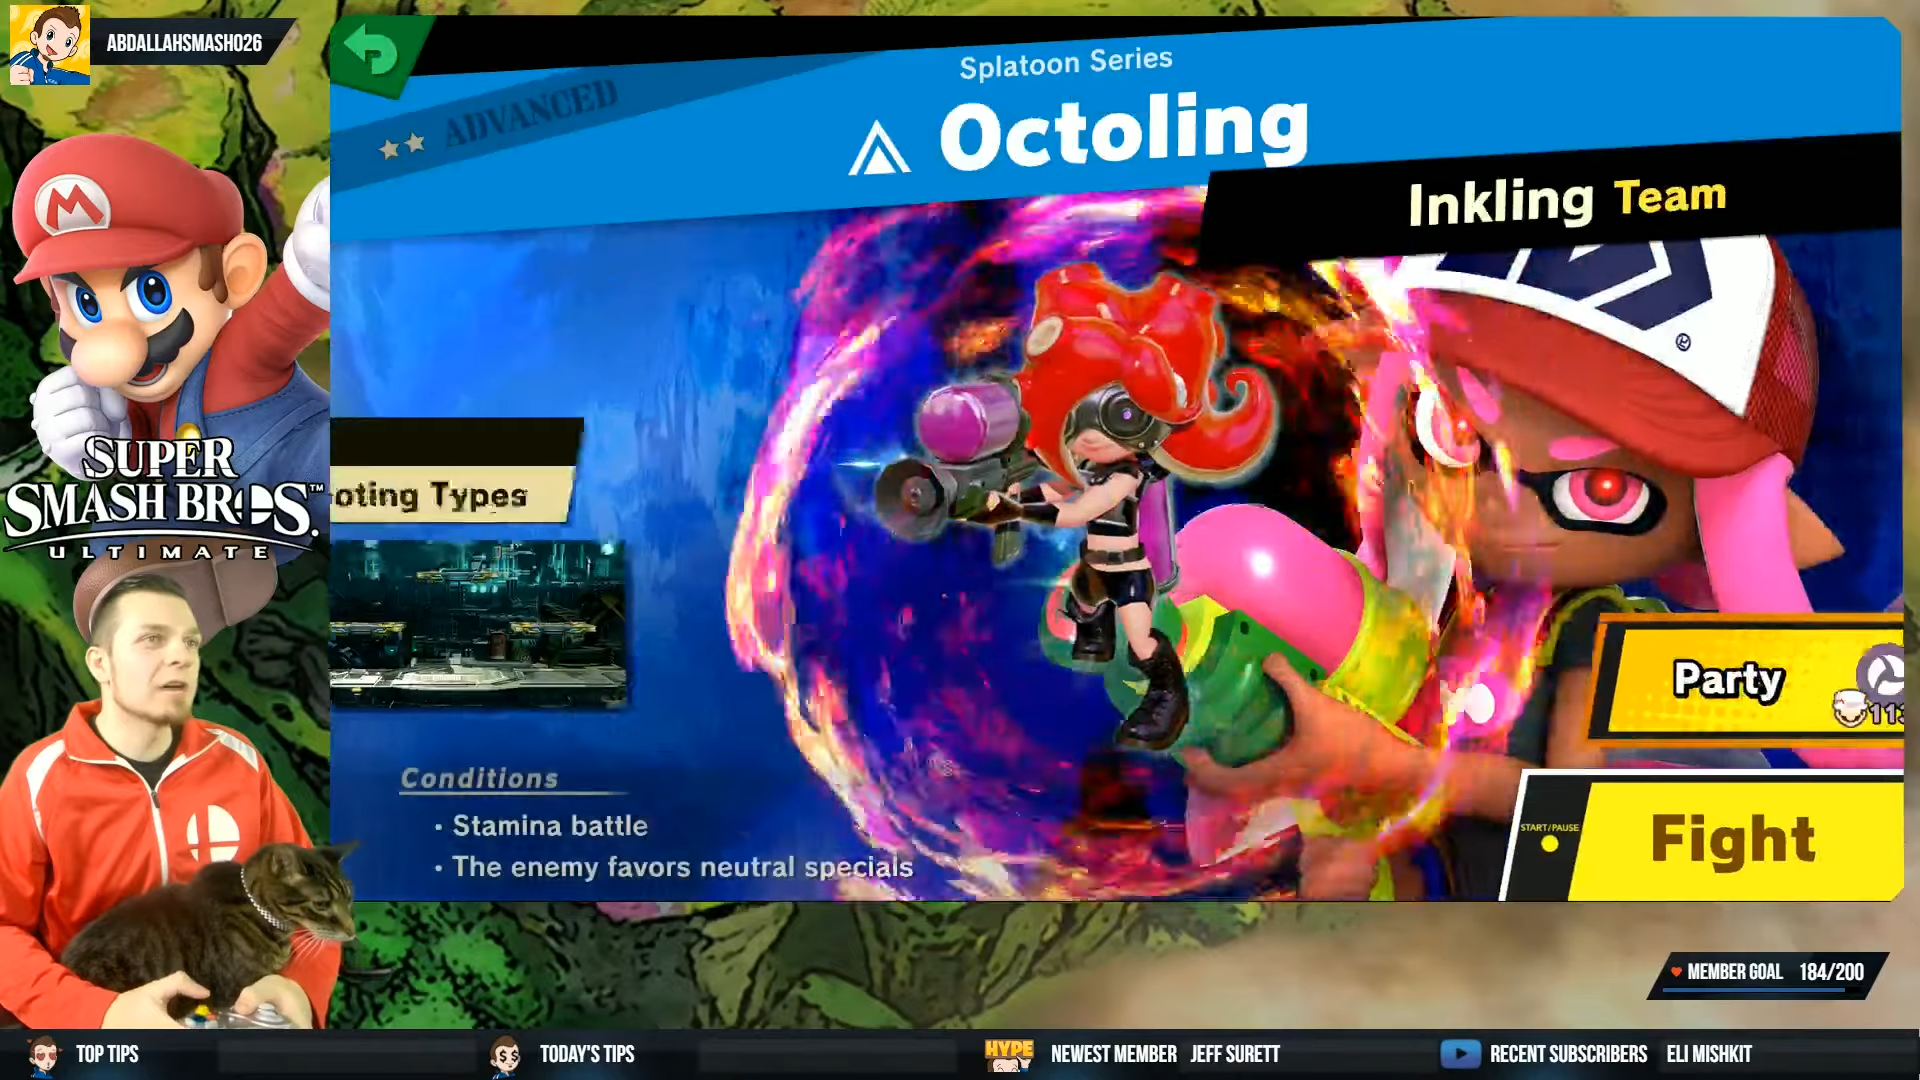 ABDALLAHSMASH026
M
SUPER
SMASH BROS.™
ULTIMATE
ADVANCED
Splatoon Series
Octoling
Inkling Team
oting Types
Conditions
• Stamina battle
• The enemy favors neutral specials
Party
113
START/PAUSE
Fight
MEMBER GOAL 184/200
TOP TIPS
TODAY'S TIPS
HYPE
NEWEST MEMBER JEFF SURETT
RECENT SUBSCRIBERS ELI MISHKIT